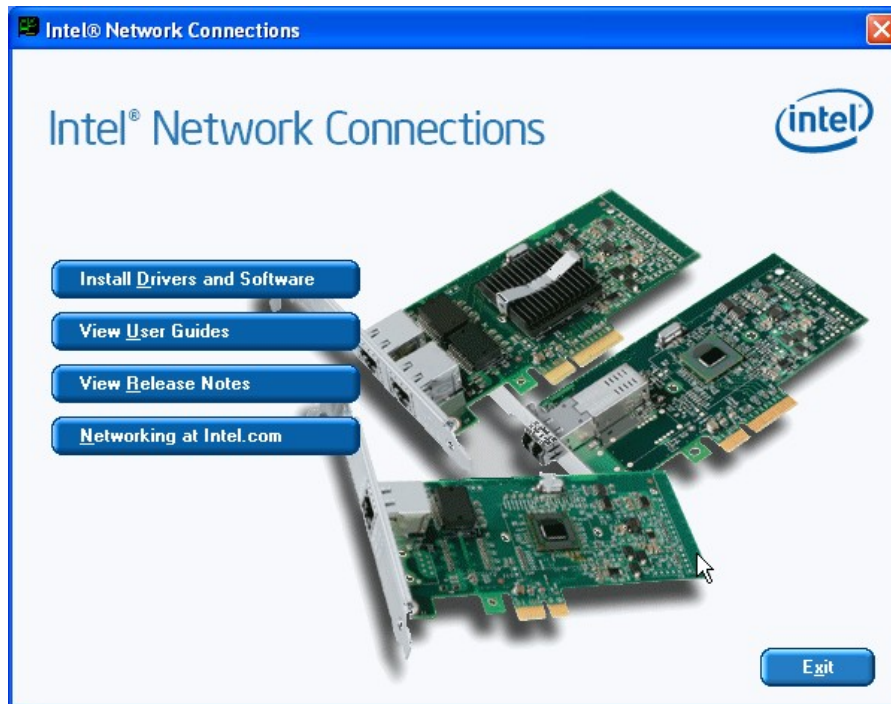 Intel® Network Connections
Intel® Network Connections
intel
Install Drivers and Software
View User Guides
View Release Notes
Networking at Intel.com
Exit